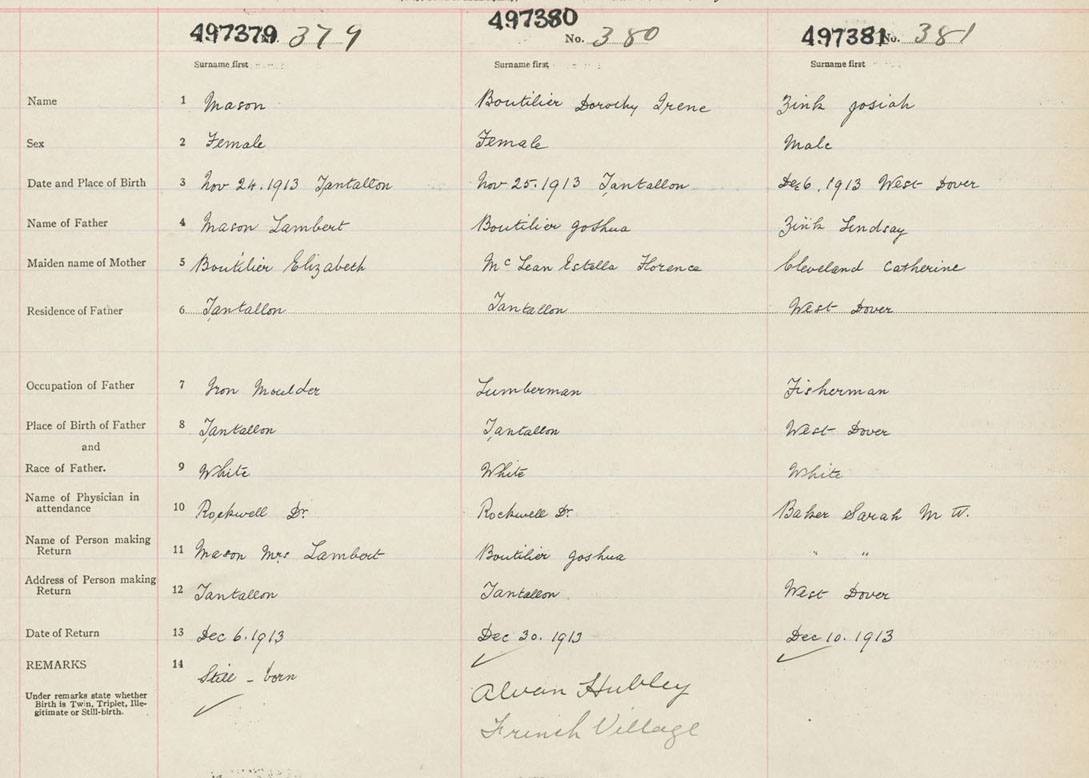 497379 497380 497381
No. 379 No. 380 No. 381
Surname first Surname first Surname first
Name 1 Mason Boutilier Dorothy Irene Zink Josiah
Sex 2 Female Female Male
Date and Place of Birth 3 Nov 24.1913 Tantallon Nov 25.1913 Tantallon Dec 6, 1913 West Dover
Name of Father 4 Mason Lambert Boutilier Joshua Zink Lindsay
Maiden name of Mother 5 Boutilier Elizabeth McLean Estella Florence Cleveland Catherine
Residence of Father 6 Tantallon Tantallon West Dover
Occupation of Father 7 Iron Moulder Lumberman Fisherman
Place of Birth of Father 8 Tantallon Tantallon West Dover
and
Race of Father. 9 White White White
Name of Physician in
attendance 10 Rockwell Dr. Rockwell Dr. Baker Sarah M W.
Name of Person making
Return 11 Mason Mrs Lambert Boutilier Joshua " "
Address of Person making
Return 12 Tantallon Tantallon West Dover
Date of Return 13 Dec 6.1913 Dec 30.1913 Dec 10.1913
REMARKS 14 Still-born
Under remarks state whether
Birth is Twin, Triplet, Ille-
gitimate or Still-birth.
Alvan Hubley
French Village